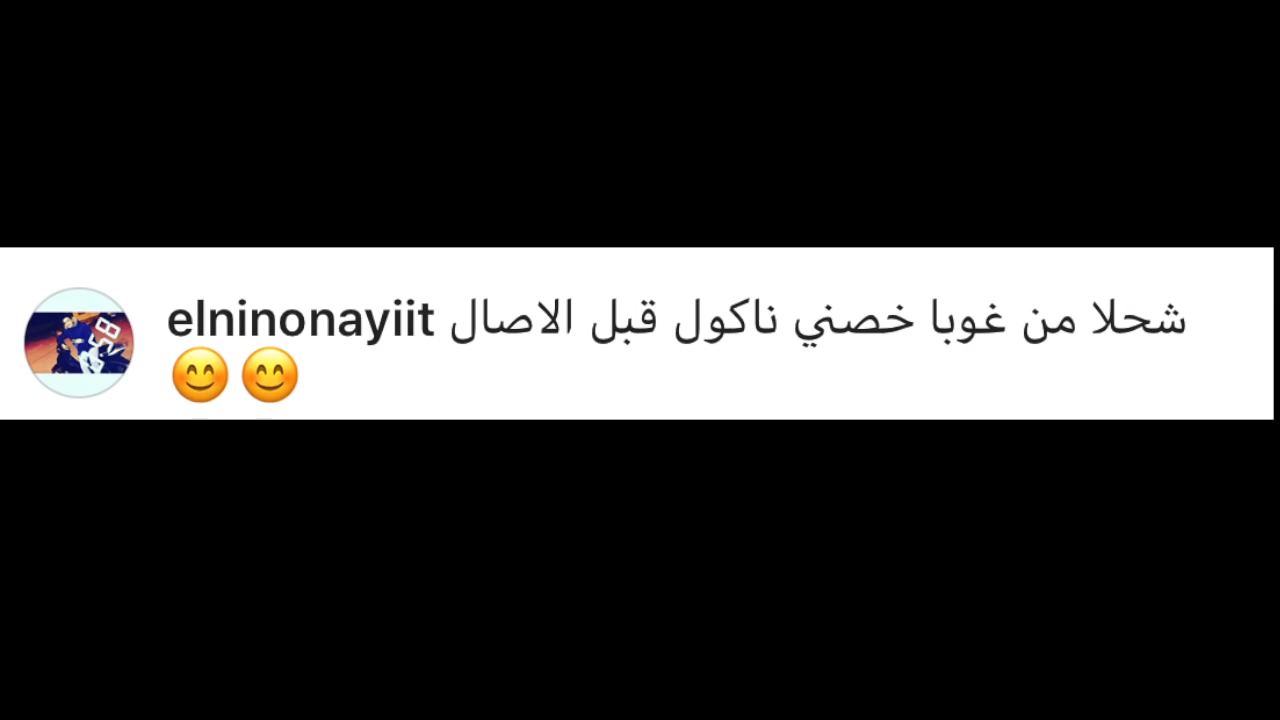 elninonayiit شحلا من غوبا خصني ناكول قبل الاصال
😊😊